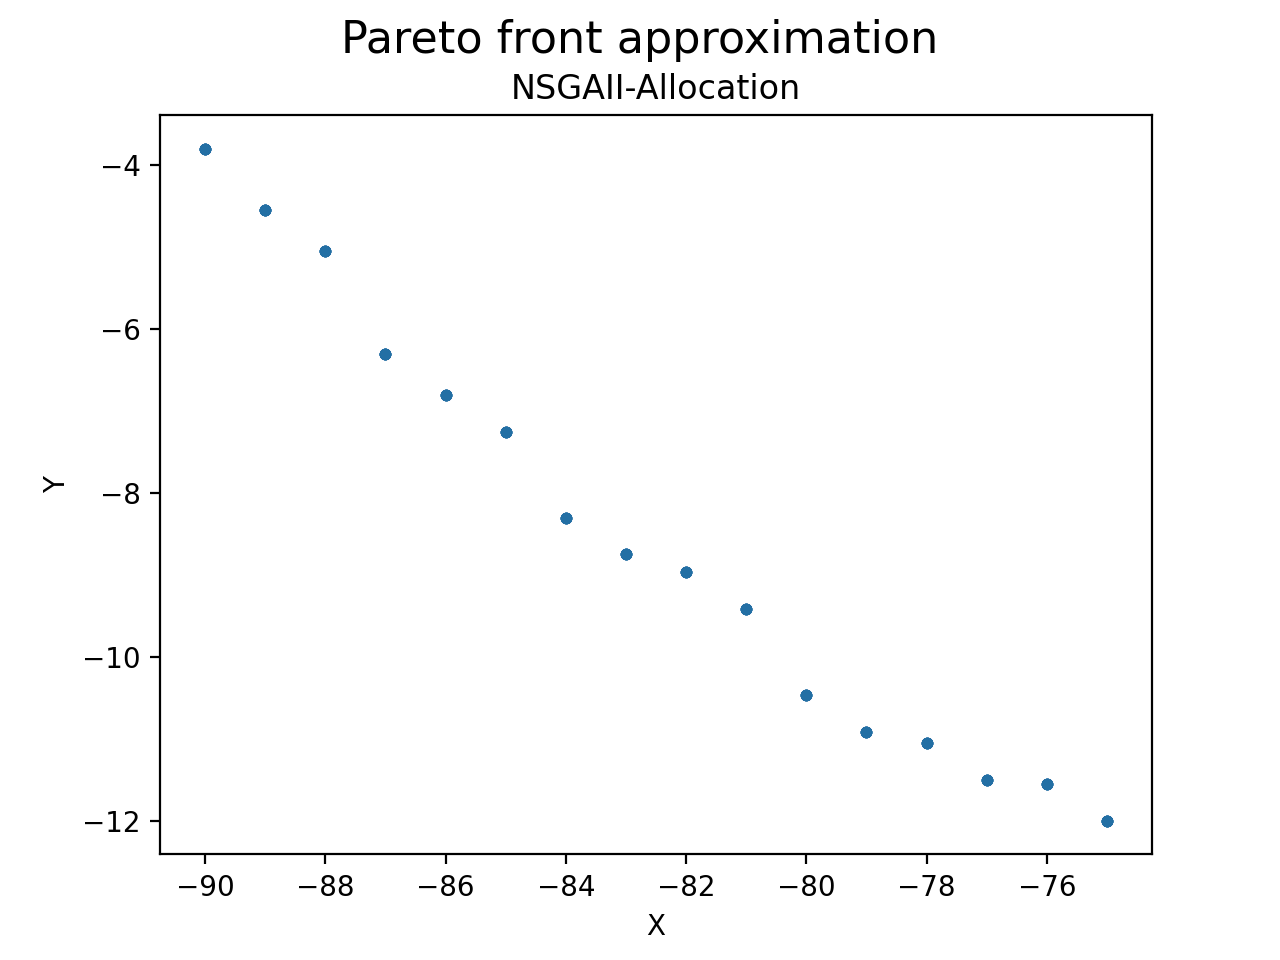 Pareto front approximation
NSGAII-Allocation
−4
−6
−8
−10
−12
Y
−90 −88 −86 −84 −82 −80 −78 −76
X